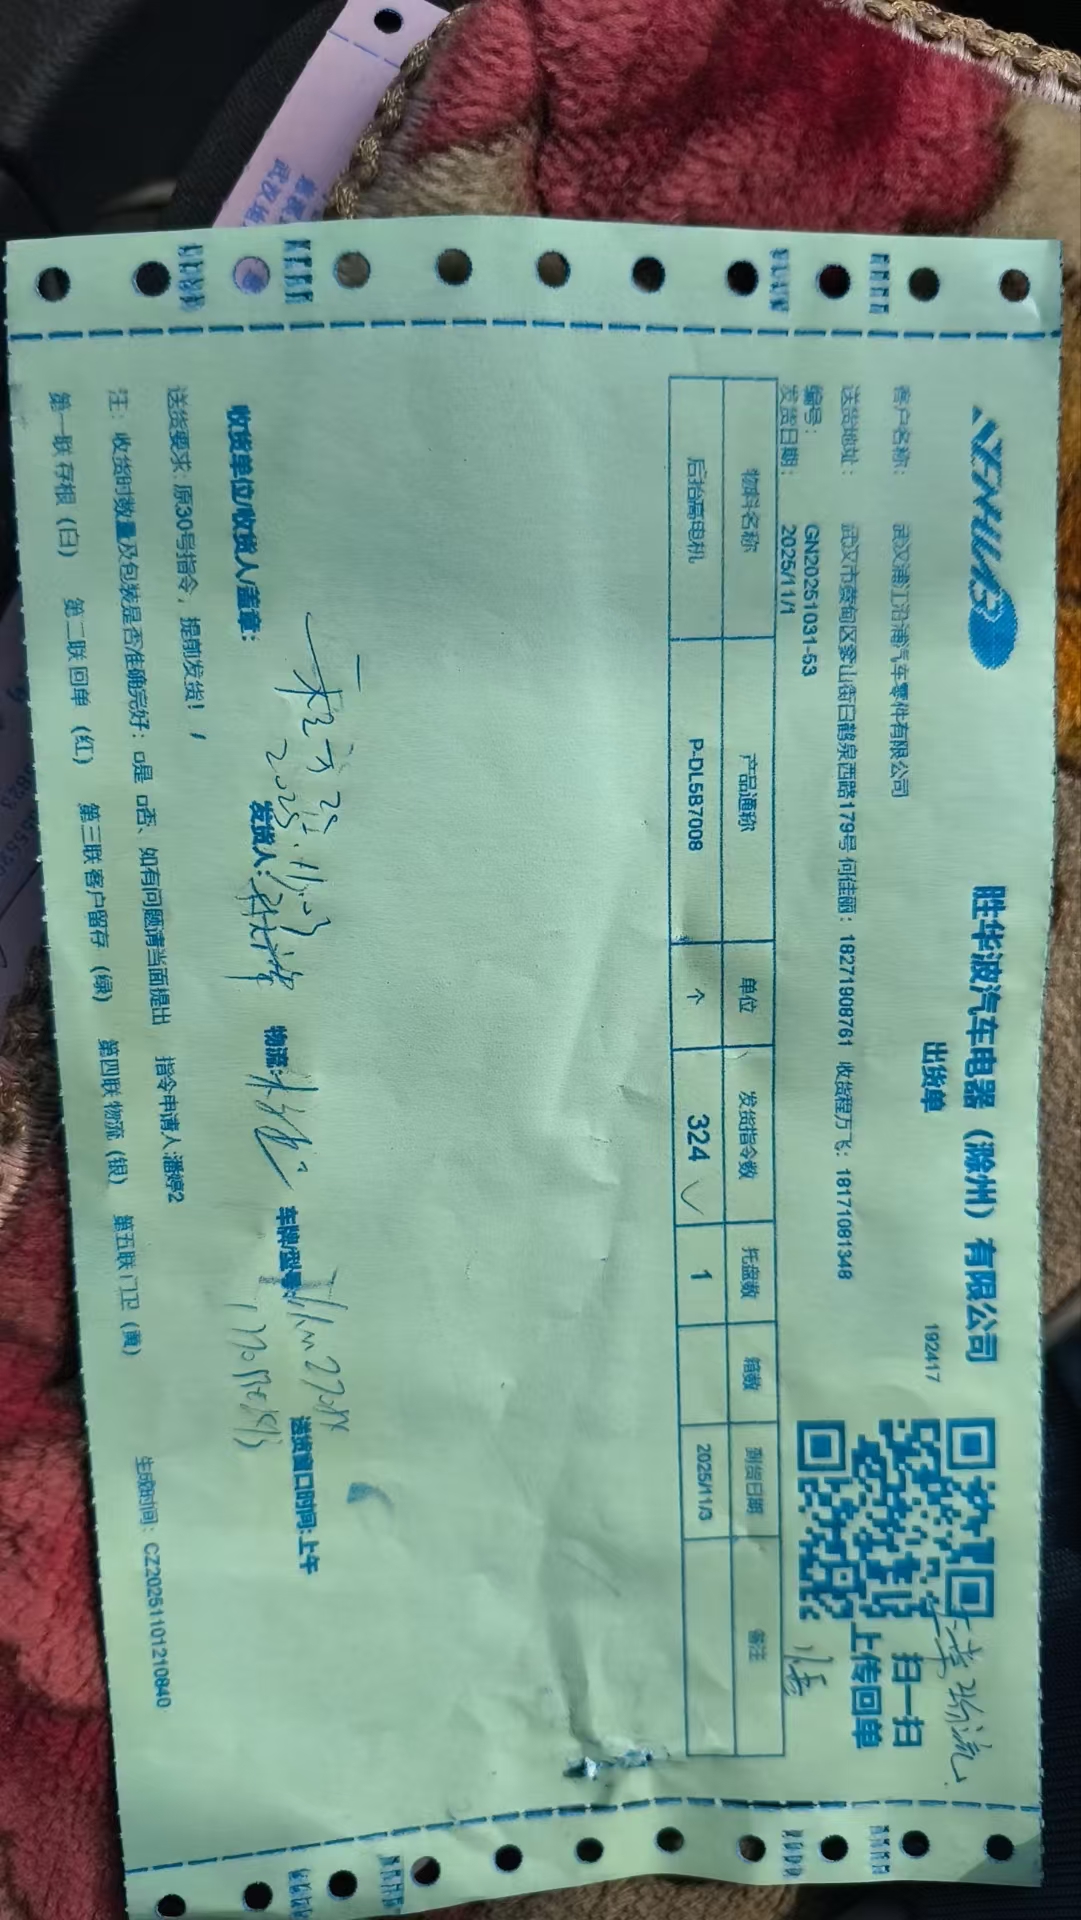 SHENGHUABO
胜华波汽车电器（滁州）有限公司
出货单
192417
扫一扫
上传回单
客户名称： 武汉浦江沿浦汽车零件有限公司
送货地址： 武汉市蔡甸区奓山街白鹤泉西路179号 何佳丽：18271908761 收货程方飞：18171081348
编号： GN20251031-53
发货日期： 2025/11/1
物料名称 产品通称 单位 发货指令数 托盘数 箱数 到货日期 备注
后抬高电机 P-DL5B7008 个 324 1 2025/11/3
收货单位/收货人/盖章： 发货人： 物流： 车牌/型号： 送货窗口时间：上午
送货要求：原30号指令，提前发货！
注：收货时数量及包装是否准确完好：□是 □否、如有问题请当面提出 指令申请人：潘婷2
第一联 存根（白） 第二联 回单（红） 第三联 客户留存（绿） 第四联 物流（银） 第五联 门卫（黄）
生成时间：CZ20251101210840